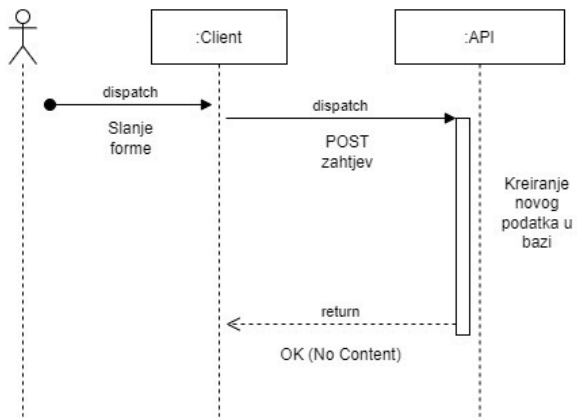 :Client
:API
dispatch
Slanje
forme
dispatch
POST
zahtjev
Kreiranje
novog
podatka u
bazi
return
OK (No Content)